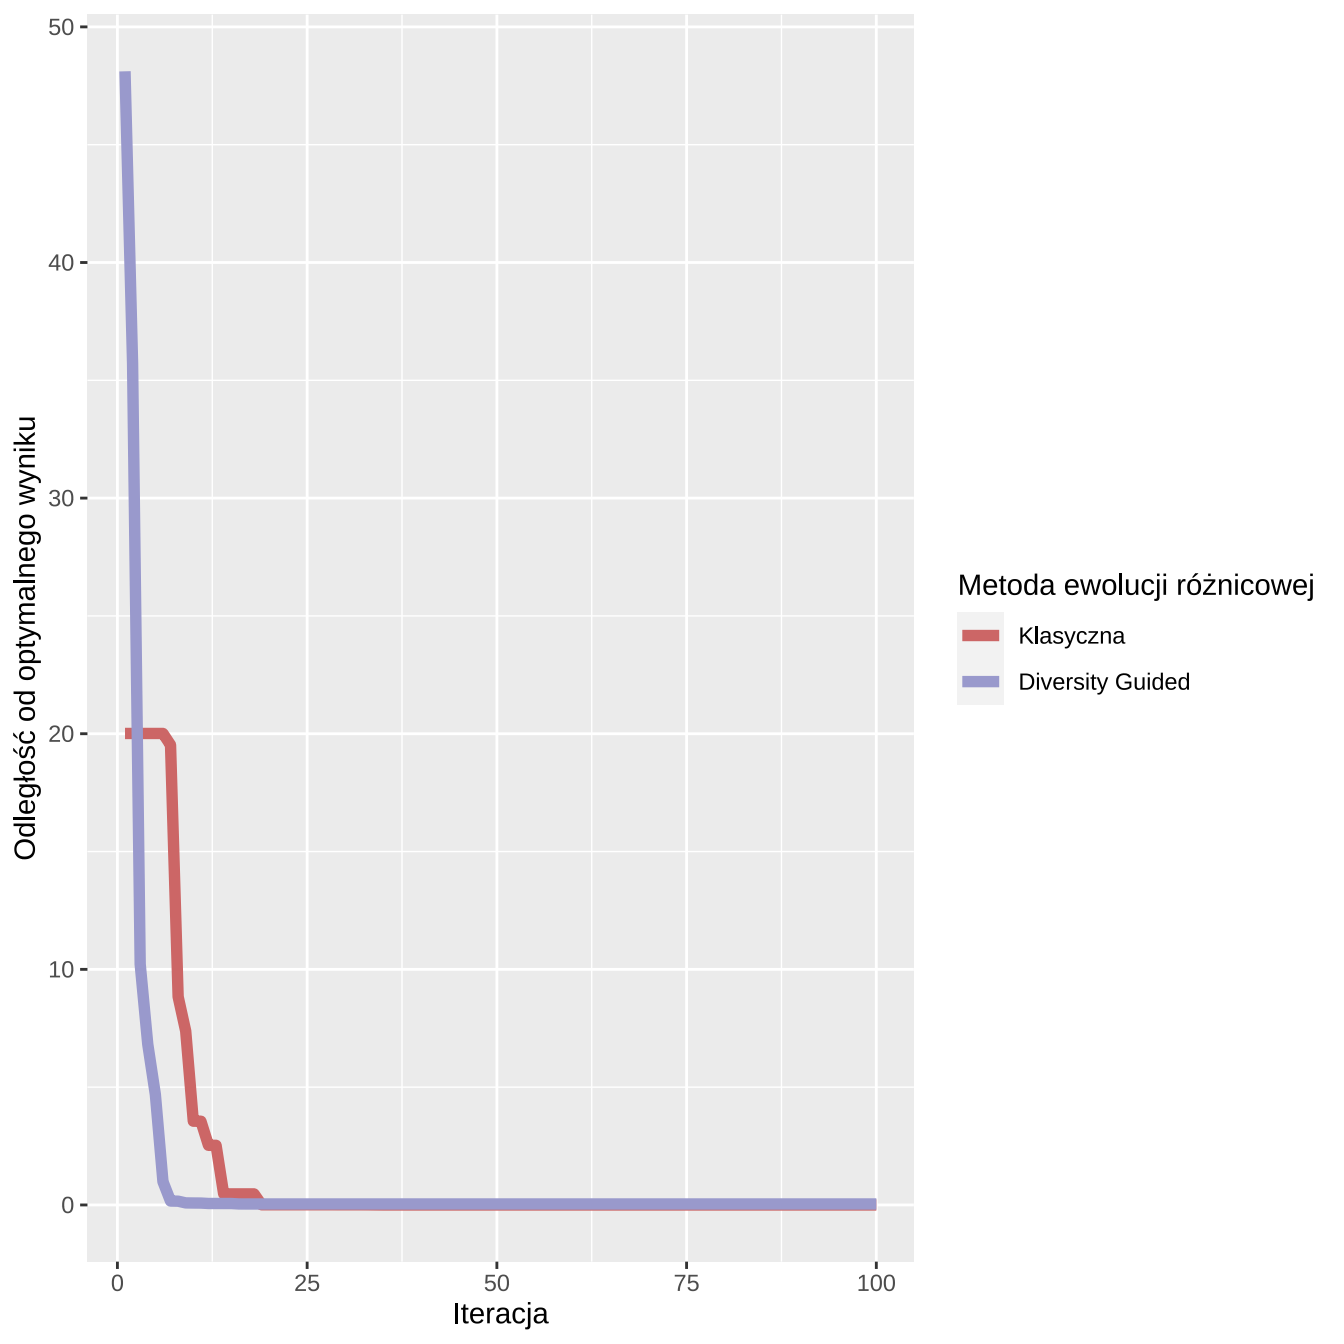 50
40
30
20
10
0
0 25 50 75 100
Iteracja
Odległość od optymalnego wyniku
Metoda ewolucji różnicowej
Klasyczna
Diversity Guided